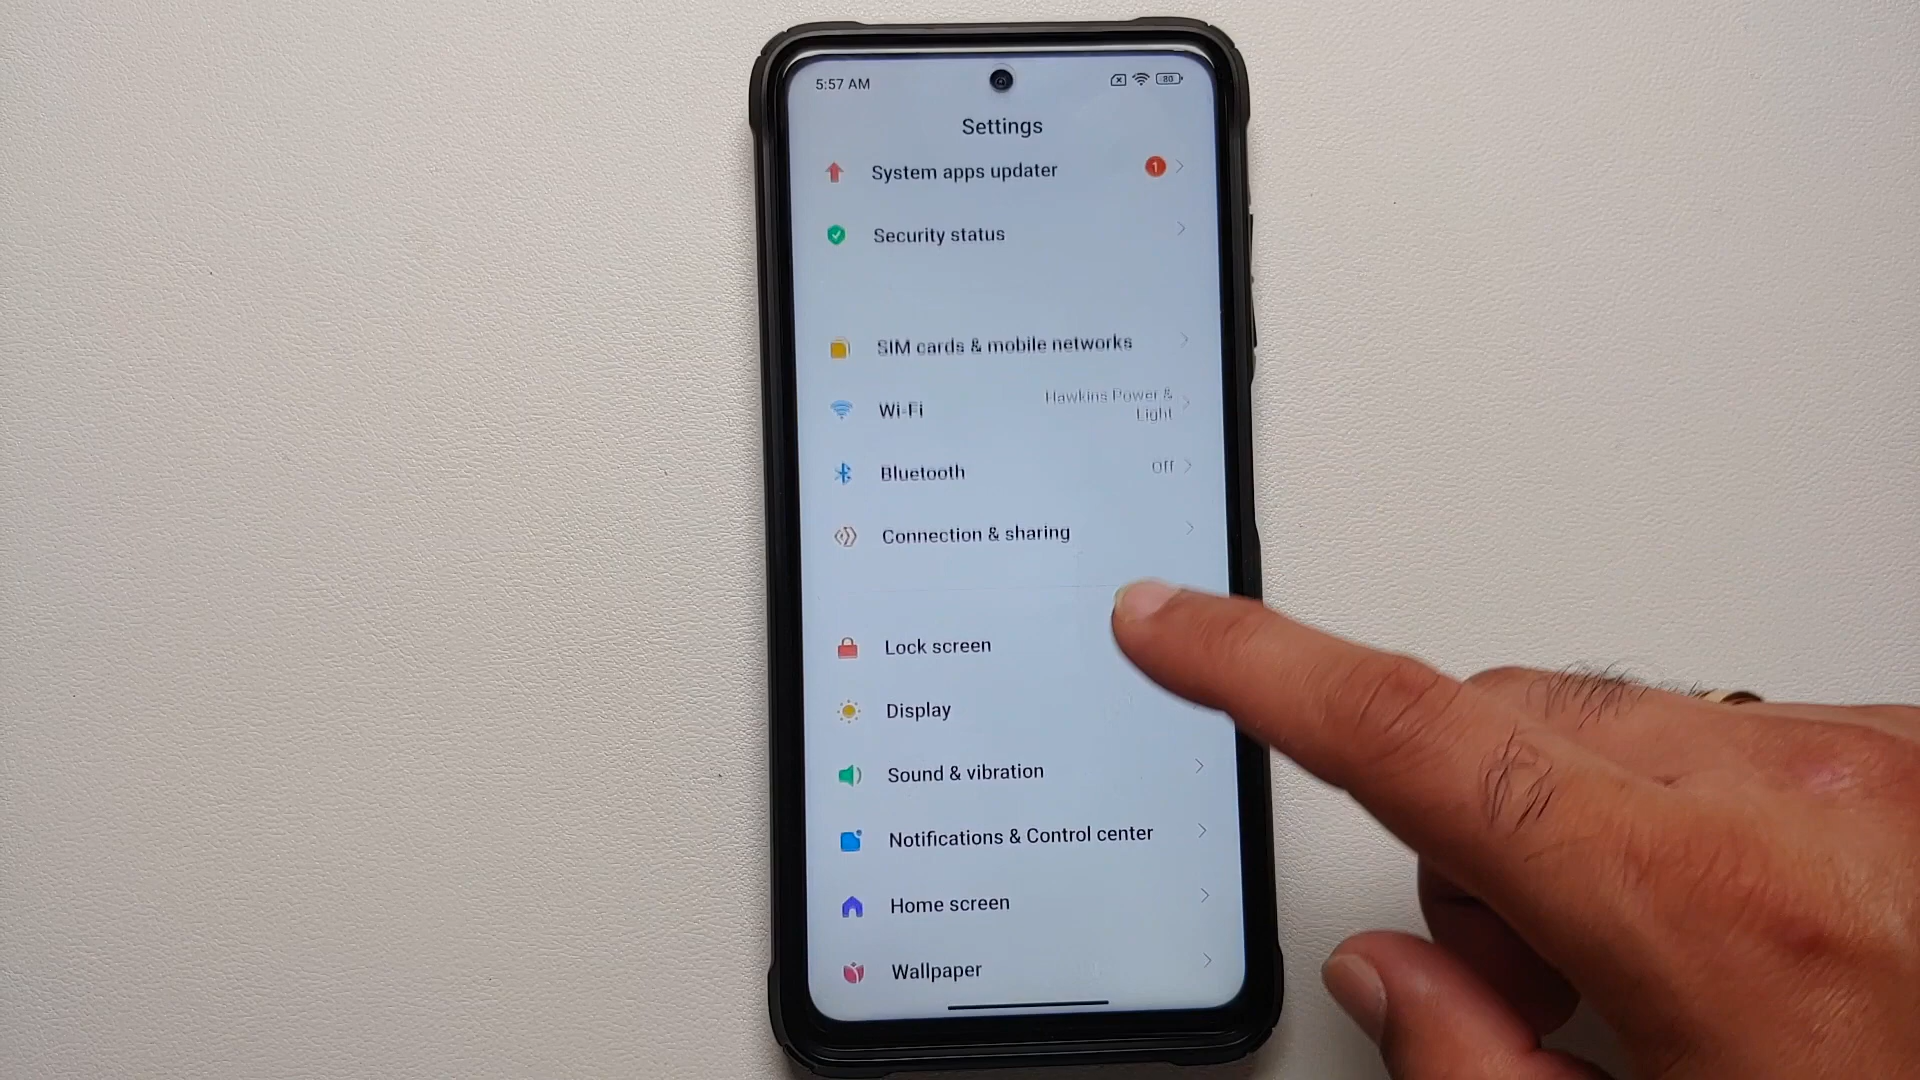 5:57 AM
80
Settings
System apps updater 1
Security status
SIM cards & mobile networks
Wi-Fi Hawkins Power &
Light
Bluetooth Off
Connection & sharing
Lock screen
Display
Sound & vibration
Notifications & Control center
Home screen
Wallpaper